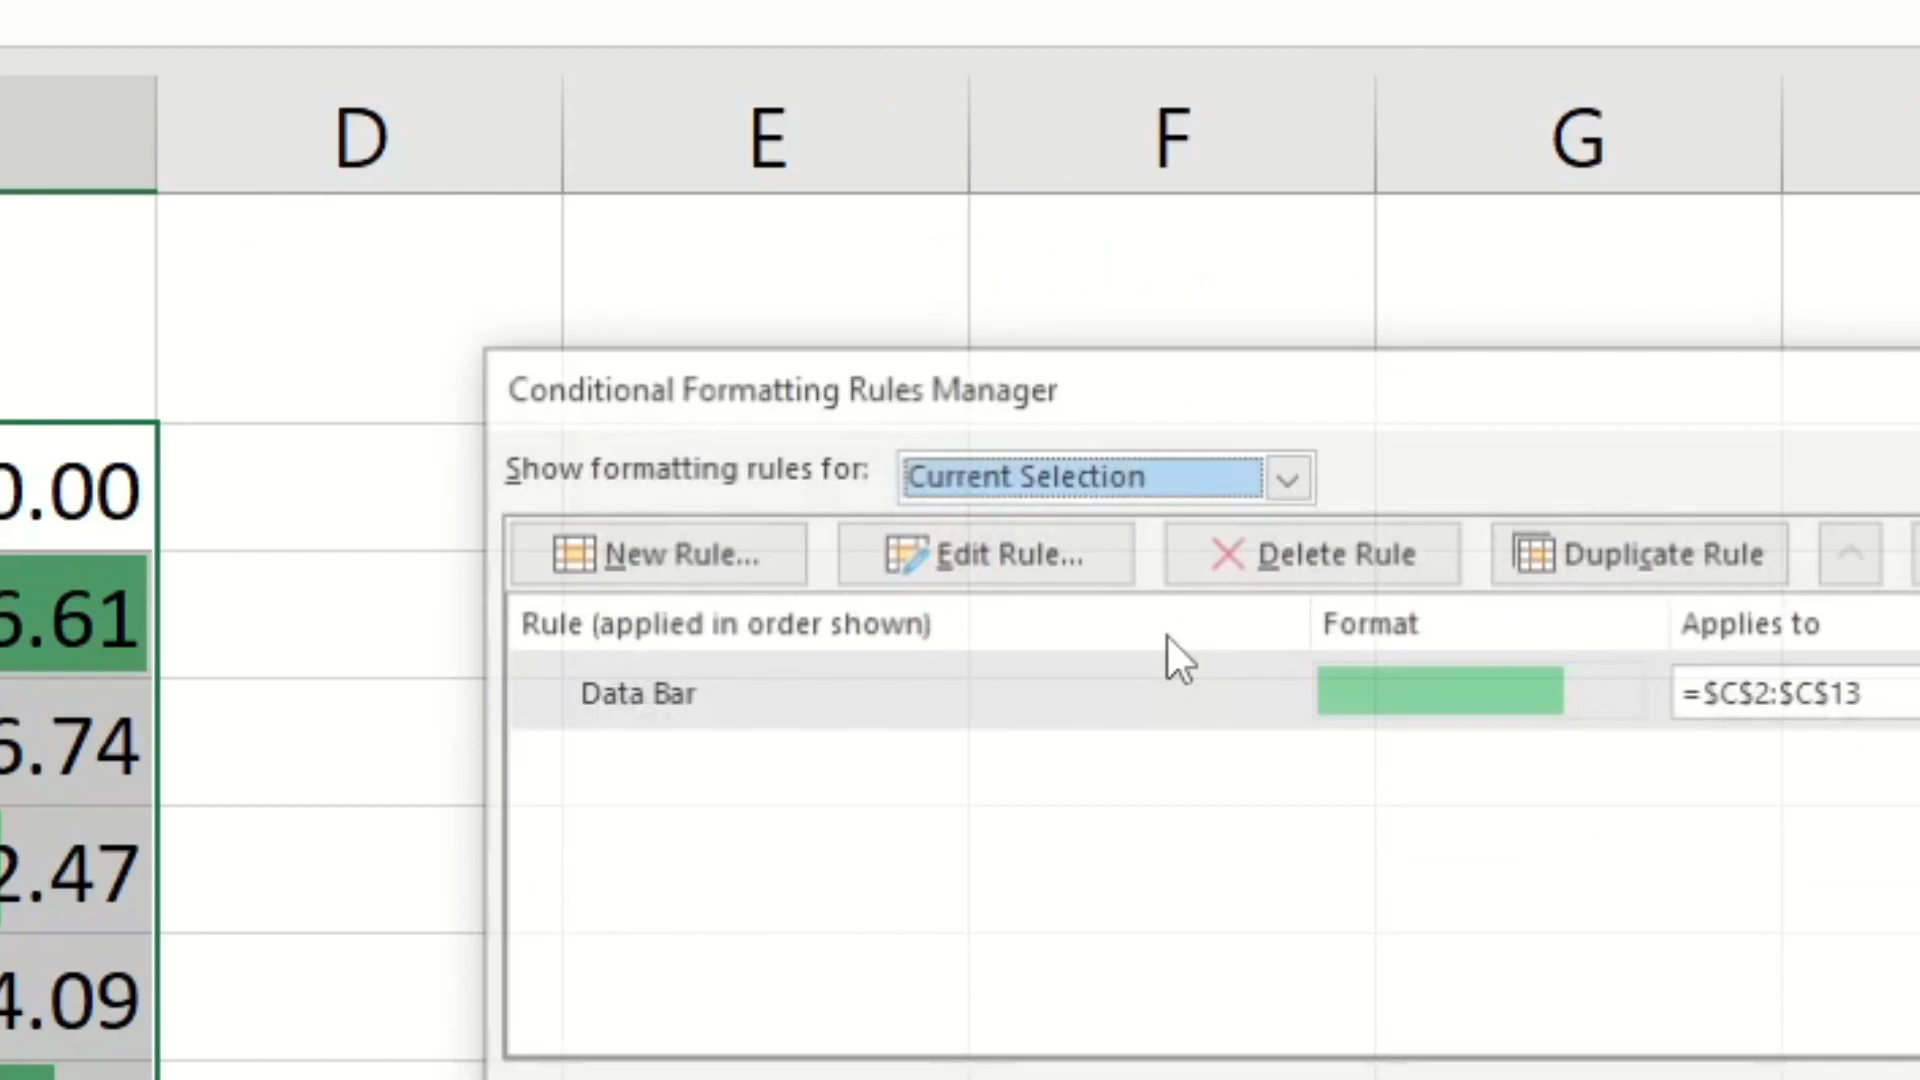 D E F G
Conditional Formatting Rules Manager
Show formatting rules for: Current Selection
New Rule... Edit Rule... Delete Rule Duplicate Rule
Rule (applied in order shown) Format Applies to
Data Bar =$C$2:$C$13
0.00
6.61
6.74
2.47
4.09